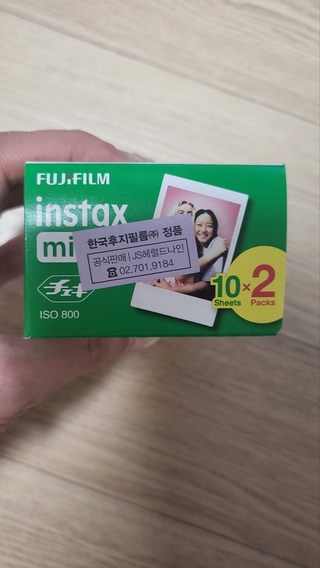 FUJIFILM
instax
mi
한국후지필름㈜ 정품
공식판매 | JS헤럴드나인
☎ 02.701.9184
チェキ
ISO 800
10 × 2
Sheets Packs